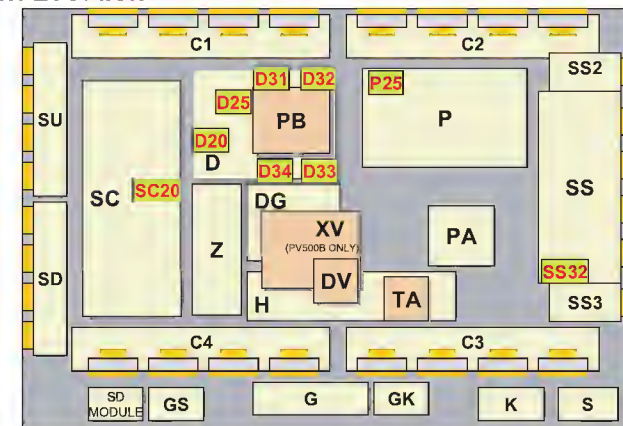 C1
C2
SS2
SU
D31
D32
D25
P25
PB
P
D20
D
SC
SC20
D34
D33
SS
DG
XV
(PV500B ONLY)
PA
Z
SD
DV
SS32
H
TA
SS3
C4
C3
SD
MODULE
GS
G
GK
K
S